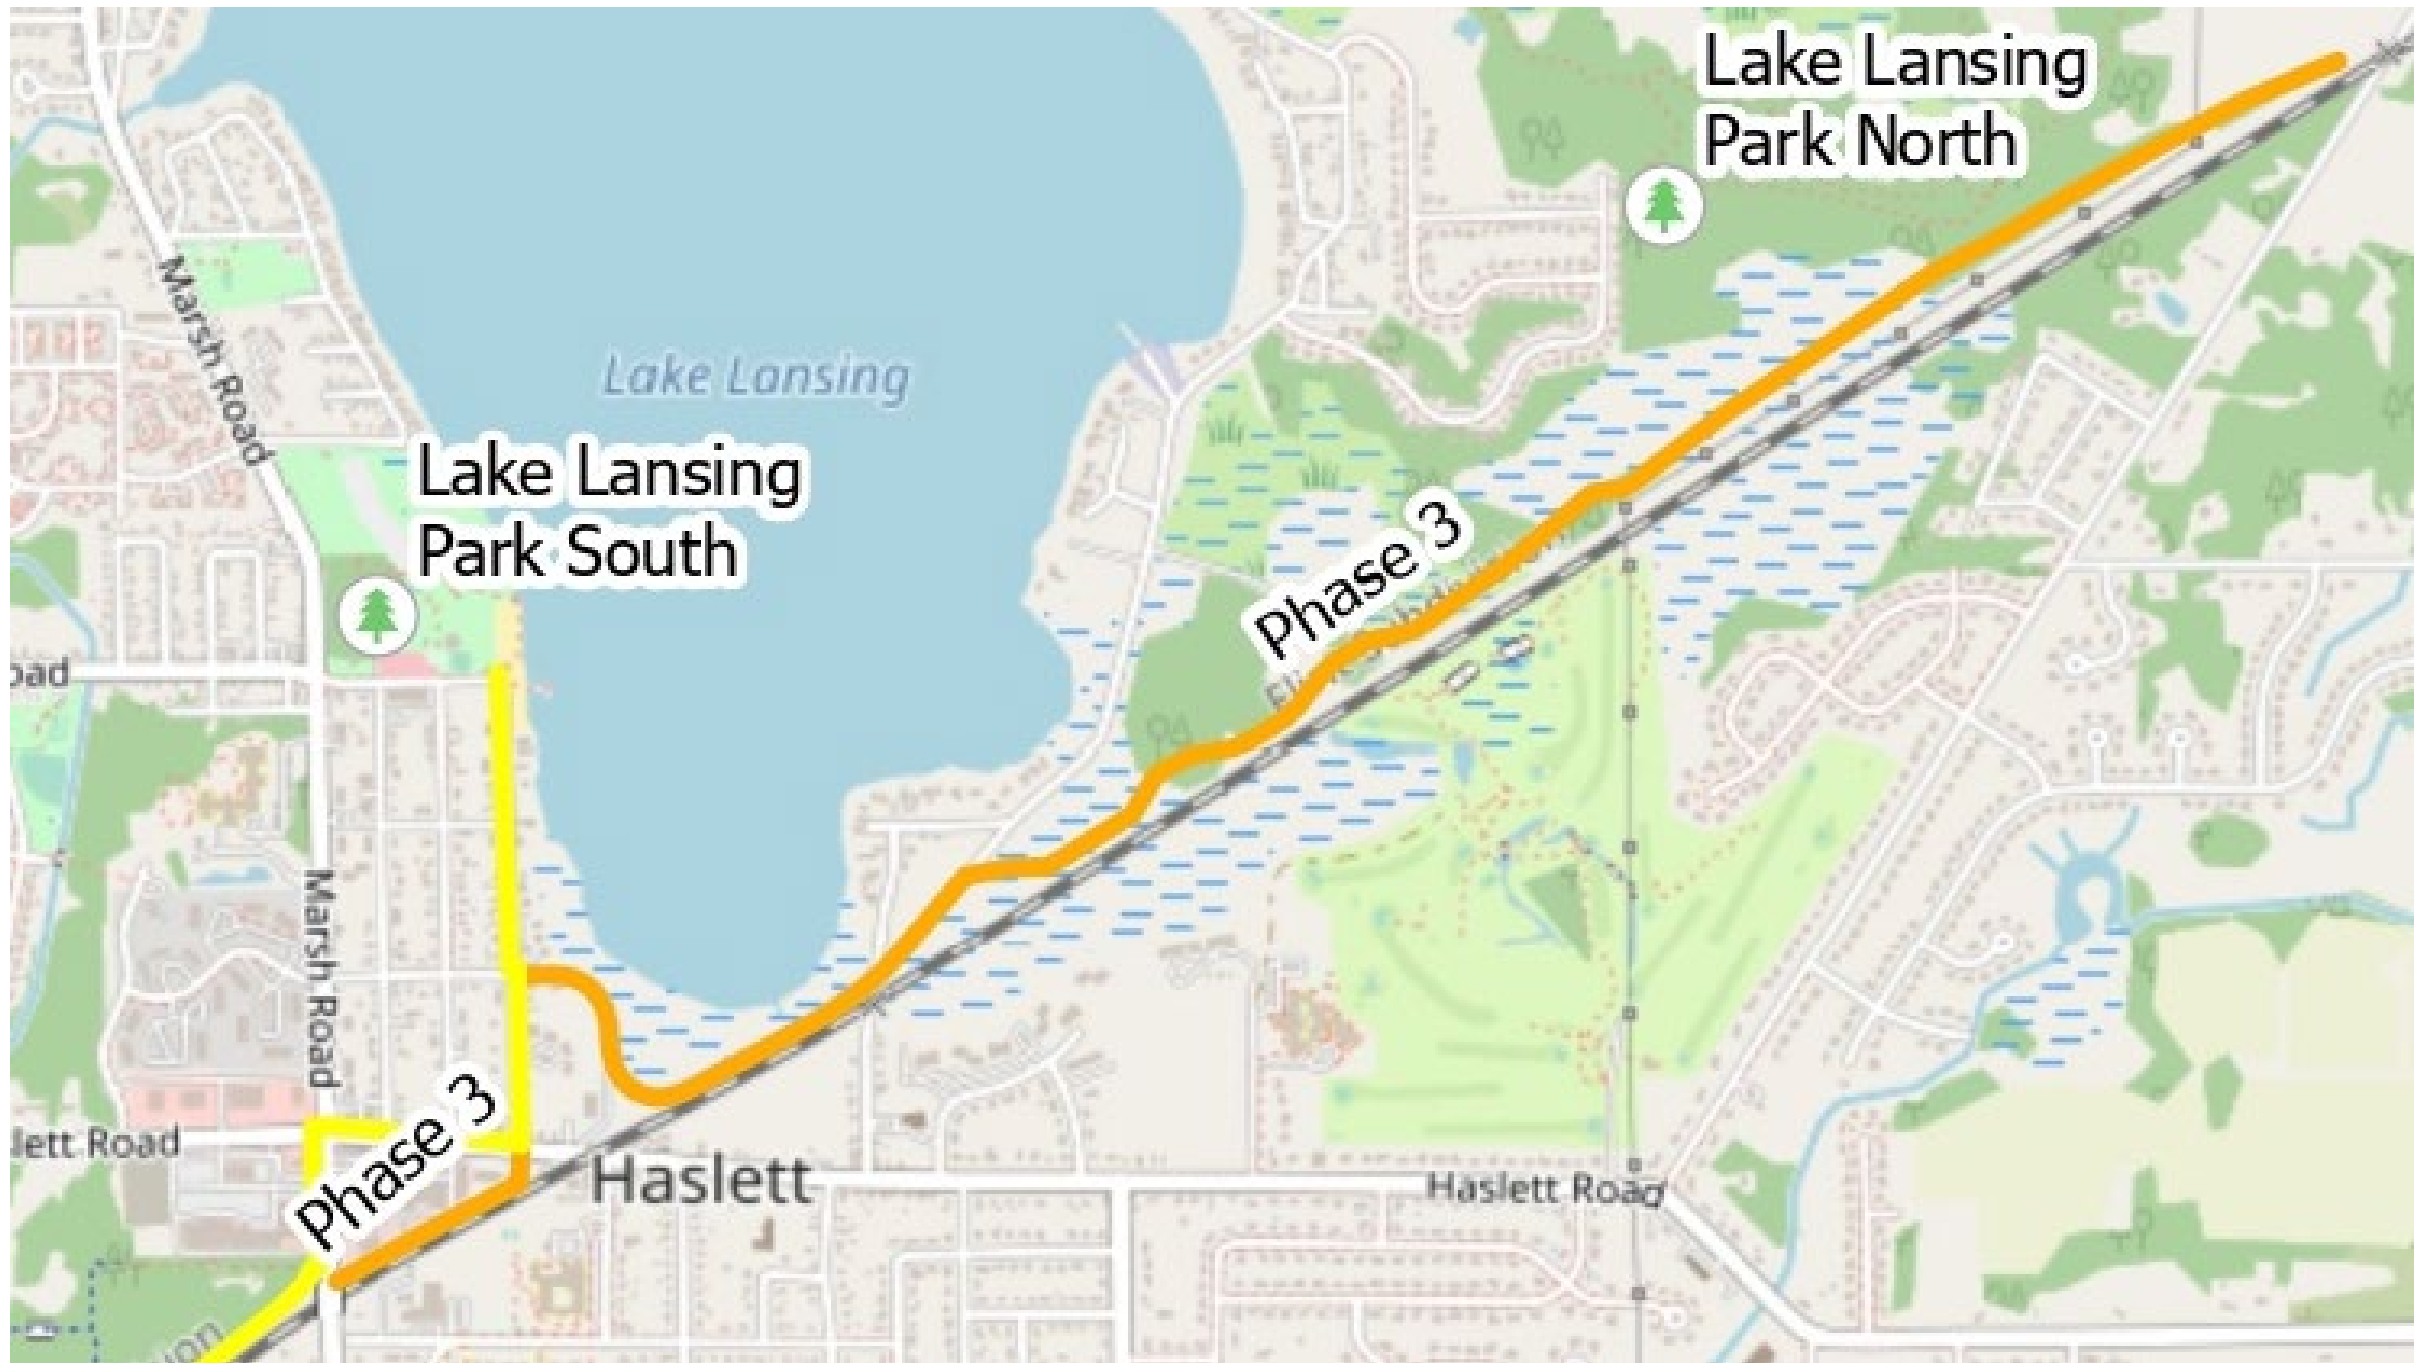 Lake Lansing
Park North
Marsh Road
Lake Lansing
Lake Lansing
Park South
Phase 3
oad
Marsh Road
Phase 3
lett Road
Haslett
Haslett Road